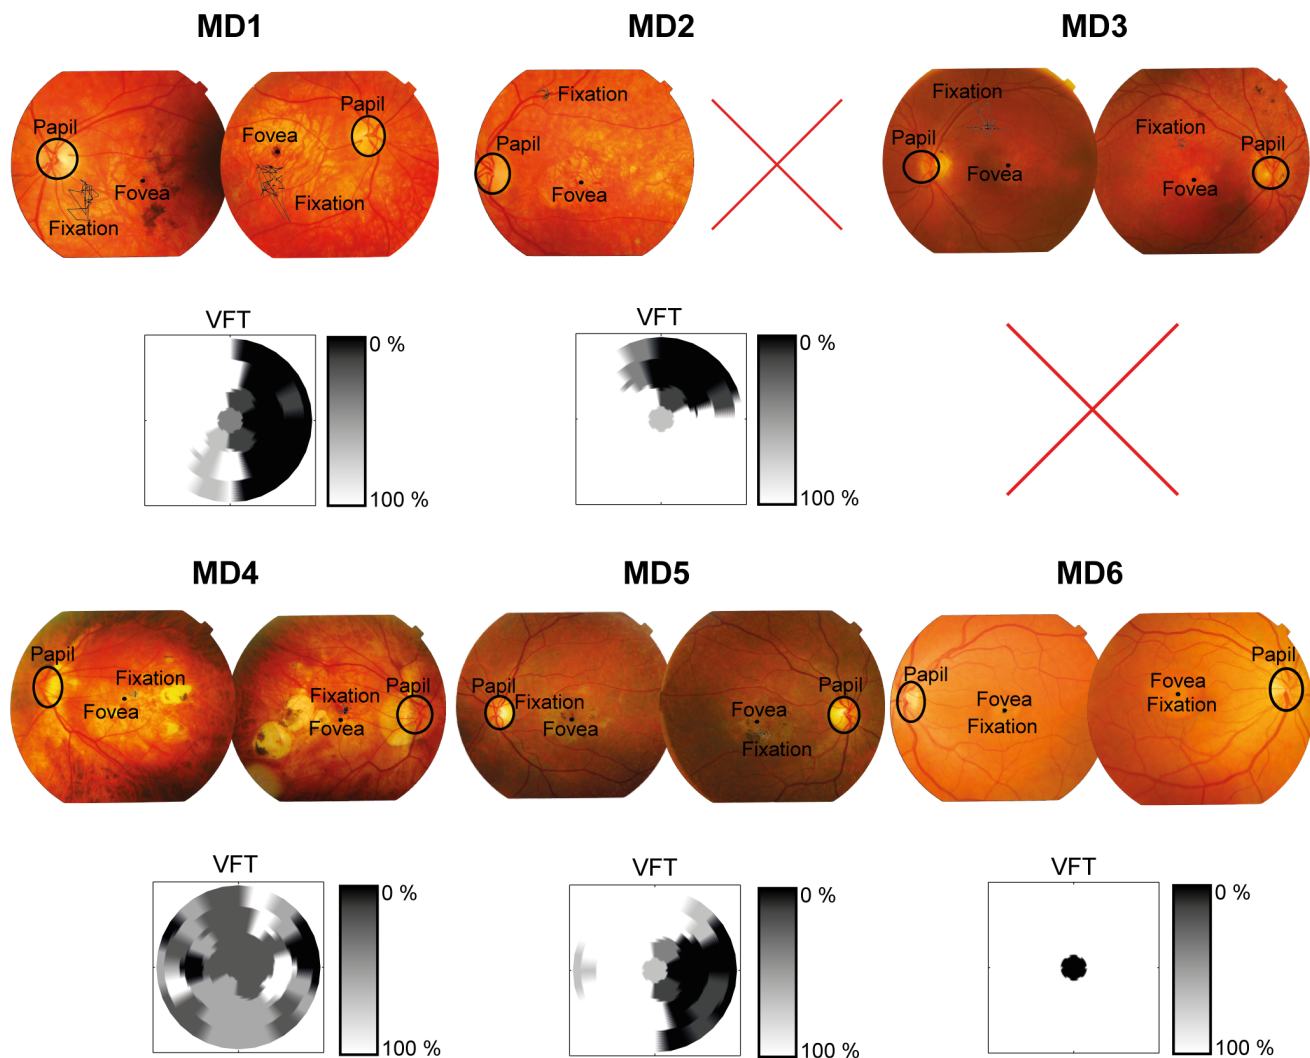 MD1
MD2
MD3
Papil
Fovea
Fixation
Papil
Fovea
Fixation
Fixation
Papil
Fovea
Fixation
Papil
Fovea
Fixation
Papil
Fovea
VFT
0 %
100 %
VFT
0 %
100 %
MD4
MD5
MD6
Papil
Fixation
Fovea
Fixation
Papil
Fovea
Papil
Fixation
Fovea
Papil
Fovea
Fixation
Papil
Fovea
Fixation
Papil
Fovea
Fixation
VFT
0 %
100 %
VFT
0 %
100 %
VFT
0 %
100 %